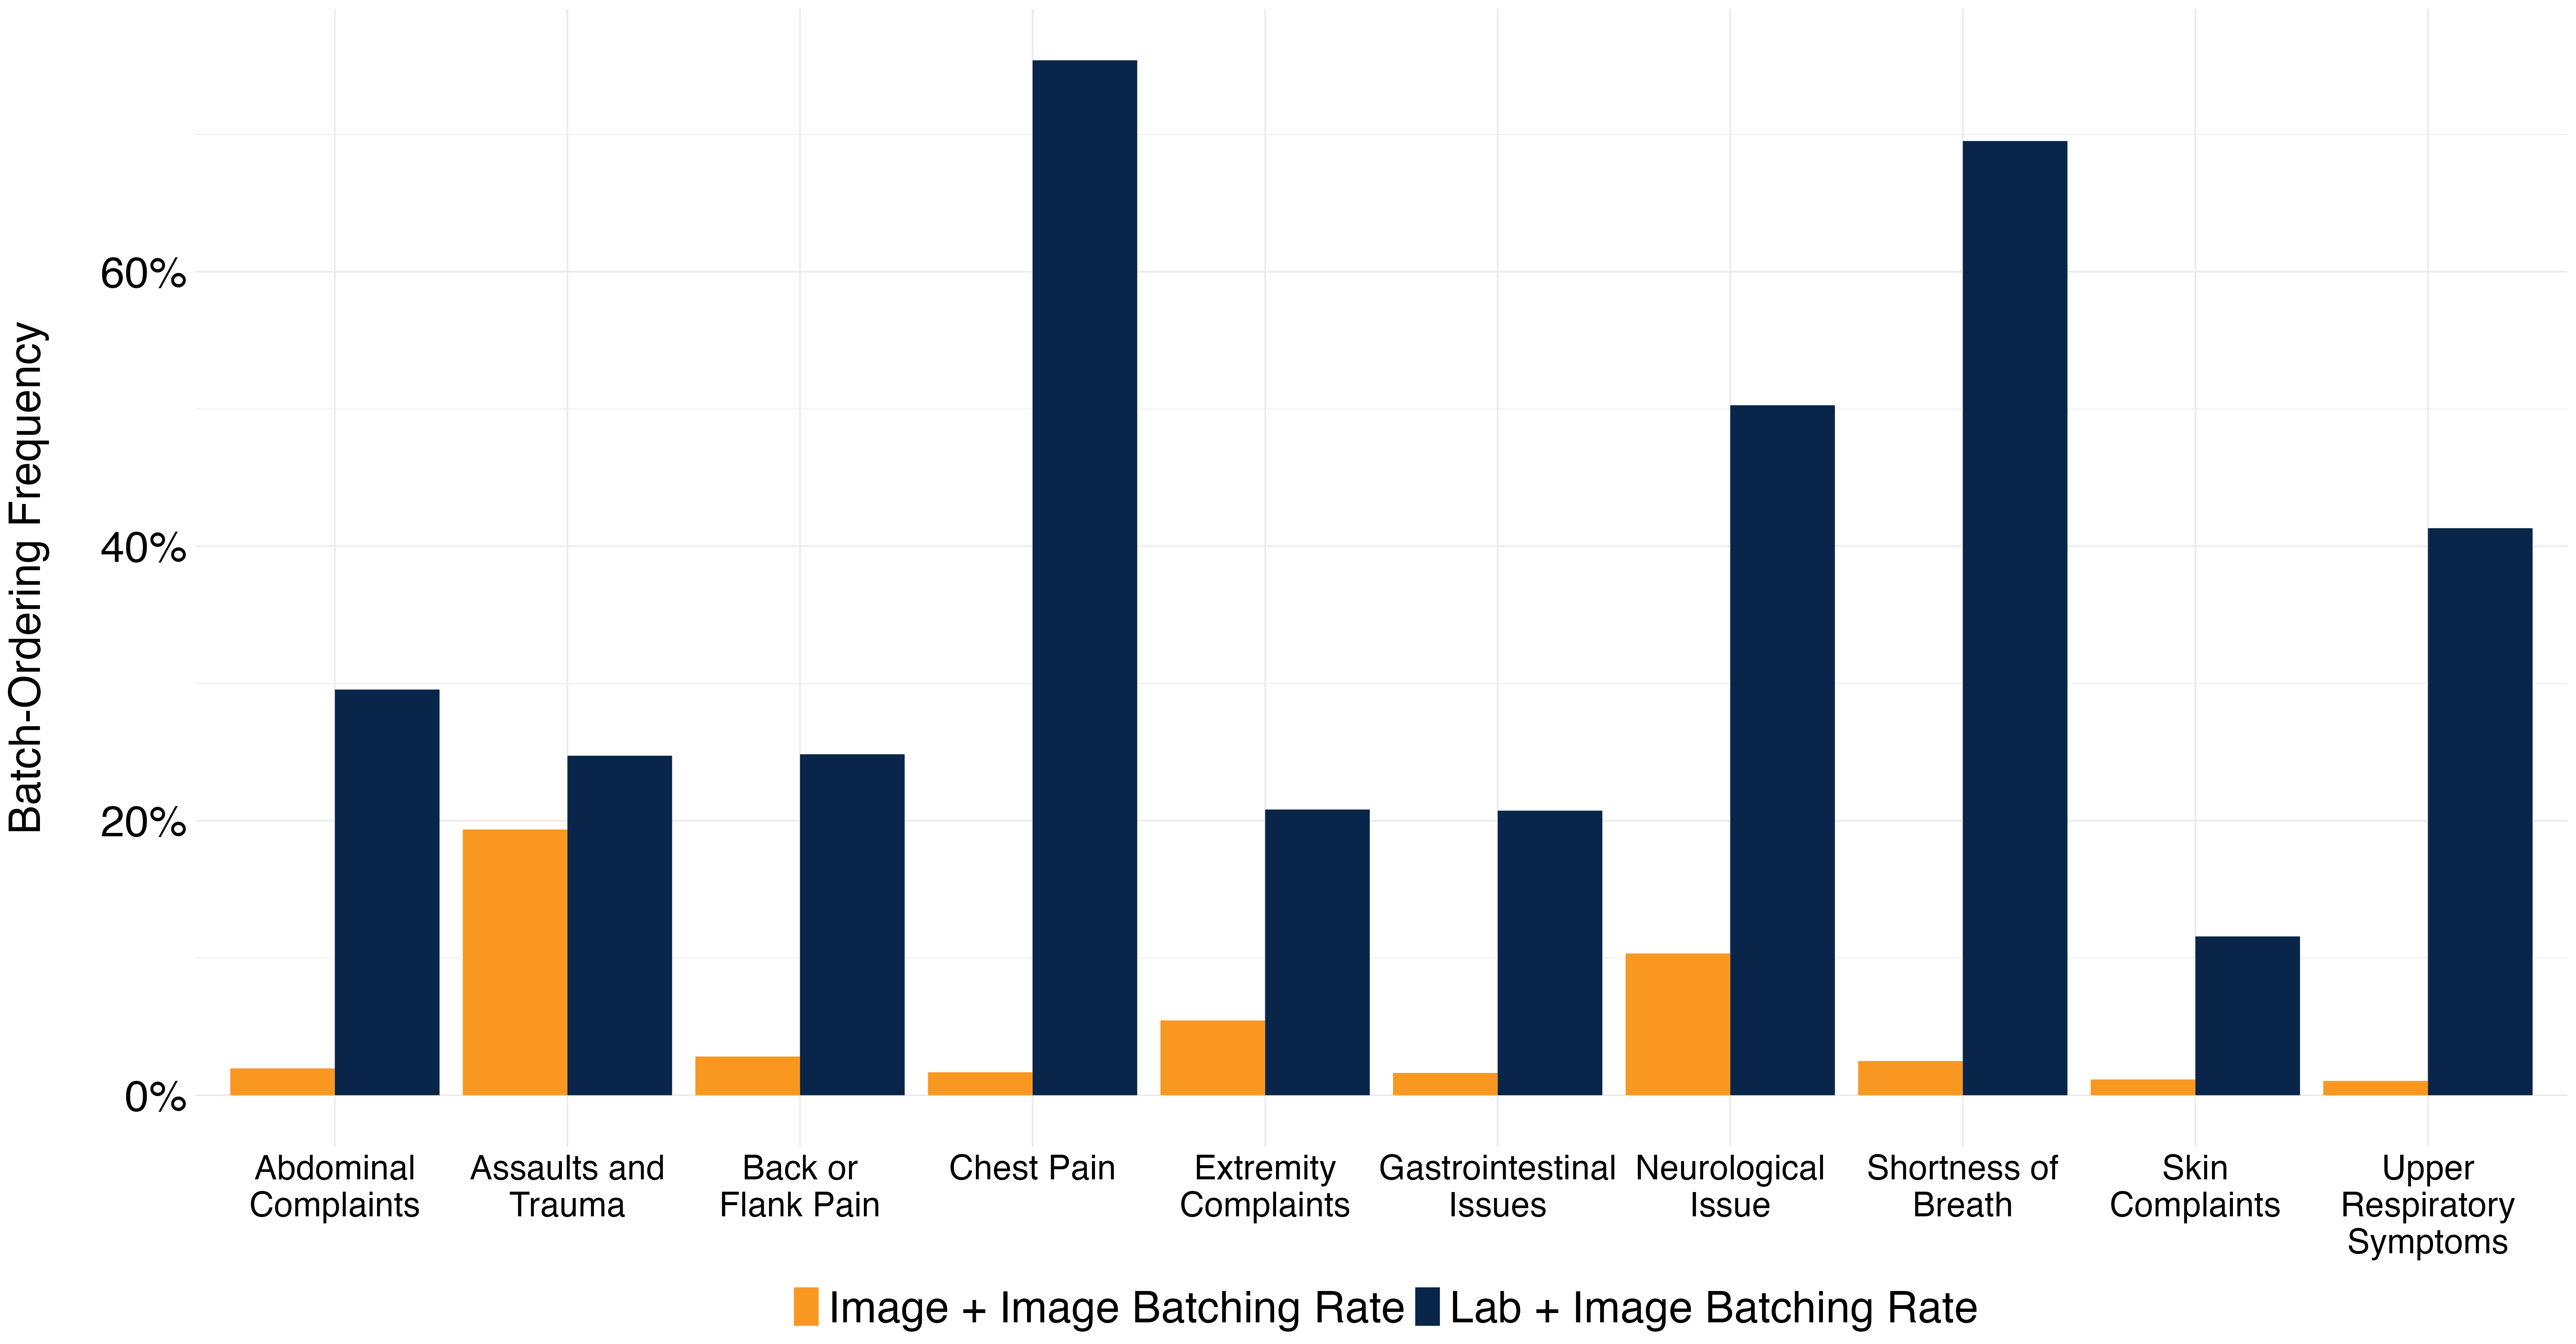 Batch-Ordering Frequency
60%
40%
20%
0%
Abdominal
Complaints
Assaults and
Trauma
Back or
Flank Pain
Chest Pain
Extremity
Complaints
Gastrointestinal
Issues
Neurological
Issue
Shortness of
Breath
Skin
Complaints
Upper
Respiratory
Symptoms
Image + Image Batching Rate
Lab + Image Batching Rate